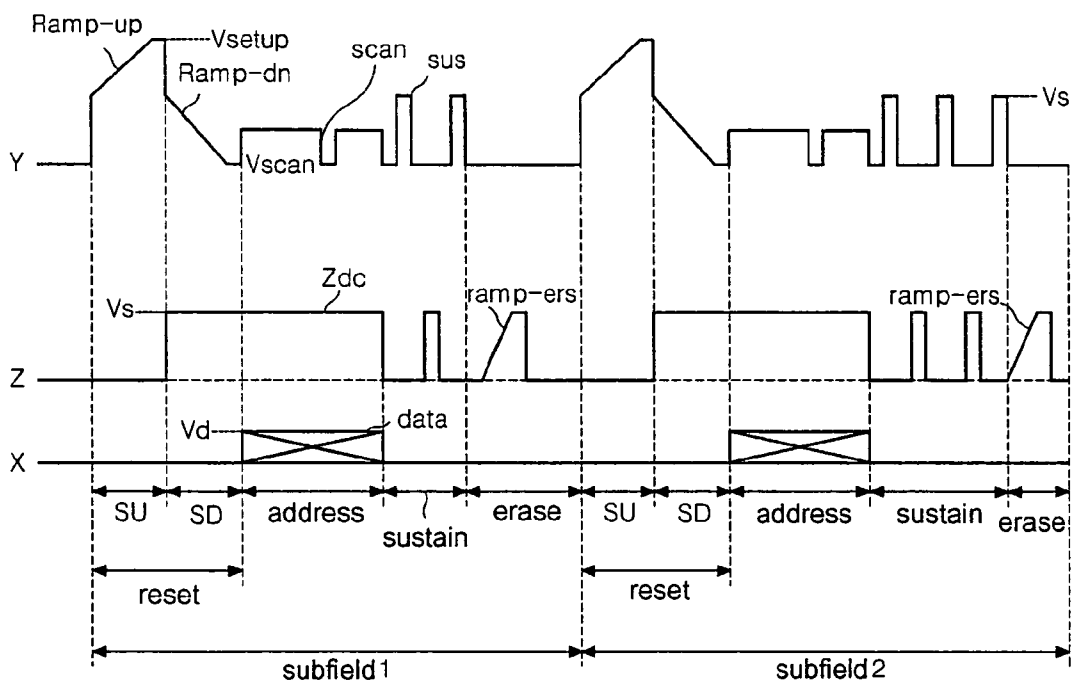 Ramp-up
Vsetup
scan
Ramp-dn
sus
Vs
Y
Vscan
Zdc
ramp-ers
ramp-ers
Vs
Z
Vd
data
X
SU
SD
address
sustain
erase
SU
SD
address
sustain
erase
reset
reset
subfield1
subfield2